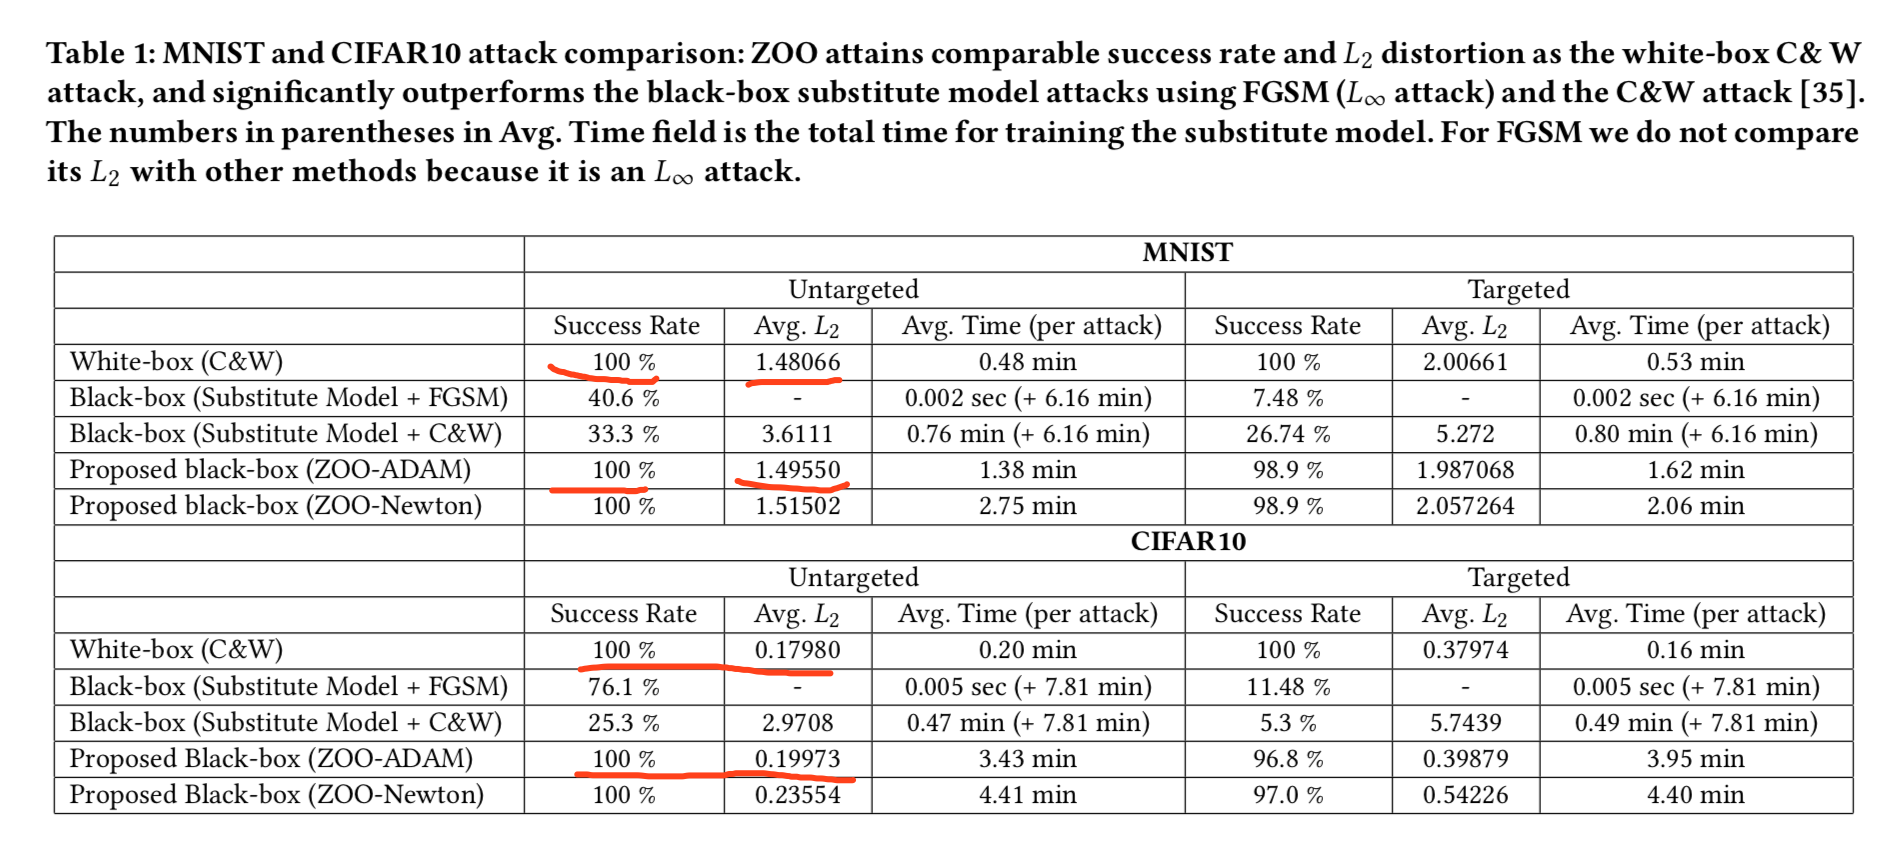 Table 1: MNIST and CIFAR10 attack comparison: ZOO attains comparable success rate and L₂ distortion as the white-box C& W
attack, and significantly outperforms the black-box substitute model attacks using FGSM (L∞ attack) and the C&W attack [35].
The numbers in parentheses in Avg. Time field is the total time for training the substitute model. For FGSM we do not compare
its L₂ with other methods because it is an L∞ attack.
MNIST
Untargeted Targeted
Success Rate Avg. L₂ Avg. Time (per attack) Success Rate Avg. L₂ Avg. Time (per attack)
White-box (C&W) 100 % 1.48066 0.48 min 100 % 2.00661 0.53 min
Black-box (Substitute Model + FGSM) 40.6 % - 0.002 sec (+ 6.16 min) 7.48 % - 0.002 sec (+ 6.16 min)
Black-box (Substitute Model + C&W) 33.3 % 3.6111 0.76 min (+ 6.16 min) 26.74 % 5.272 0.80 min (+ 6.16 min)
Proposed black-box (ZOO-ADAM) 100 % 1.49550 1.38 min 98.9 % 1.987068 1.62 min
Proposed black-box (ZOO-Newton) 100 % 1.51502 2.75 min 98.9 % 2.057264 2.06 min
CIFAR10
Untargeted Targeted
Success Rate Avg. L₂ Avg. Time (per attack) Success Rate Avg. L₂ Avg. Time (per attack)
White-box (C&W) 100 % 0.17980 0.20 min 100 % 0.37974 0.16 min
Black-box (Substitute Model + FGSM) 76.1 % - 0.005 sec (+ 7.81 min) 11.48 % - 0.005 sec (+ 7.81 min)
Black-box (Substitute Model + C&W) 25.3 % 2.9708 0.47 min (+ 7.81 min) 5.3 % 5.7439 0.49 min (+ 7.81 min)
Proposed Black-box (ZOO-ADAM) 100 % 0.19973 3.43 min 96.8 % 0.39879 3.95 min
Proposed Black-box (ZOO-Newton) 100 % 0.23554 4.41 min 97.0 % 0.54226 4.40 min